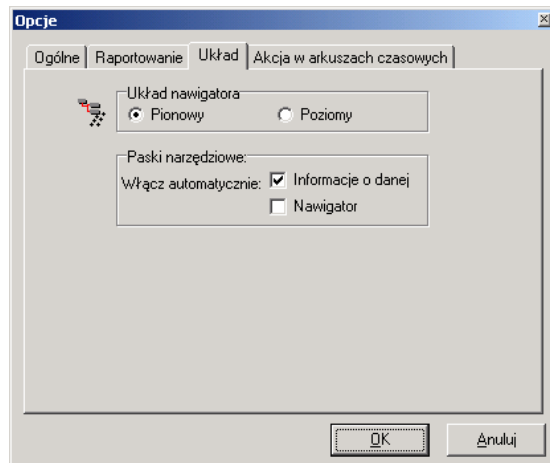 Opcje
Ogólne Raportowanie Układ Akcja w arkuszach czasowych
Układ nawigatora
Pionowy Poziomy
Paski narzędziowe:
Włącz automatycznie: Informacje o danej
Nawigator
OK Anuluj